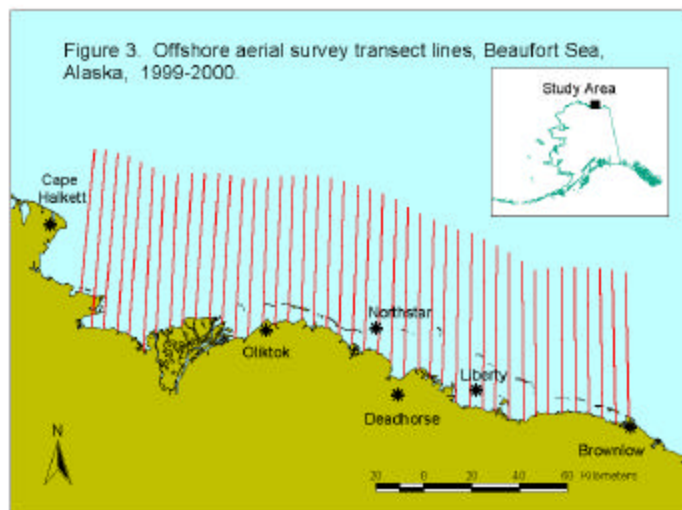 Figure 3.  Offshore aerial survey transect lines, Beaufort Sea,
Alaska,  1999-2000.
Study Area
Cape
Halkett
Northstar
Oliktok
Liberty
Deadhorse
Brownlow
N
20 0 20 40 60 Kilometers